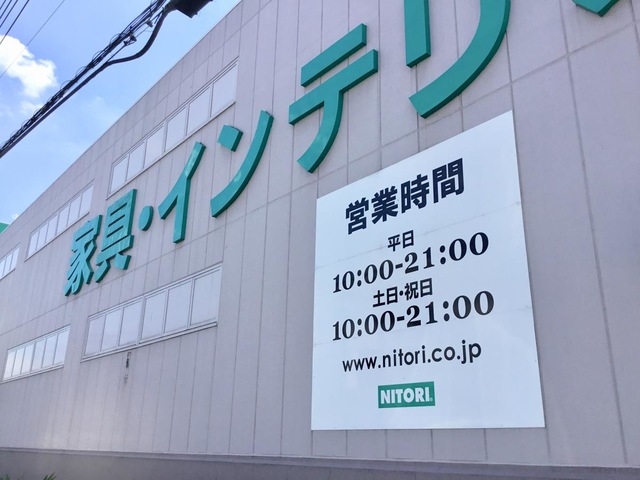 家具・インテリ
営業時間
平日
10:00-21:00
土日・祝日
10:00-21:00
www.nitori.co.jp
NITORI